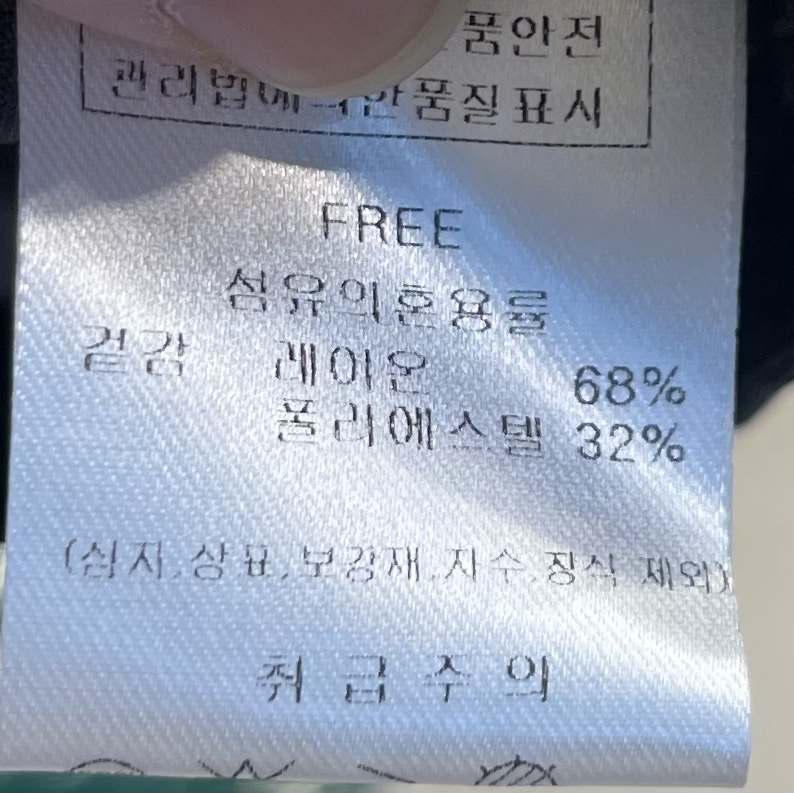 품안전
관리법에의한품질표시
FREE
섬유의혼용률
겉감 레이온 68%
폴리에스텔 32%
(심지,상표,보강재,자수,장식 제외)
취급주의